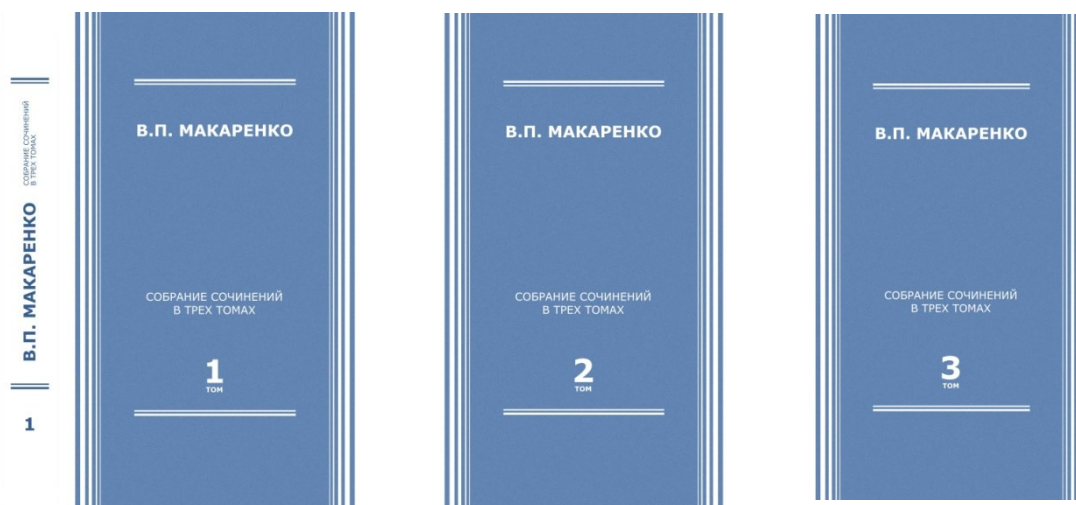 СОБРАНИЕ СОЧИНЕНИЙ
В ТРЕХ ТОМАХ
В.П. МАКАРЕНКО
1
В.П. МАКАРЕНКО
СОБРАНИЕ СОЧИНЕНИЙ
В ТРЕХ ТОМАХ
1
ТОМ
В.П. МАКАРЕНКО
СОБРАНИЕ СОЧИНЕНИЙ
В ТРЕХ ТОМАХ
2
ТОМ
В.П. МАКАРЕНКО
СОБРАНИЕ СОЧИНЕНИЙ
В ТРЕХ ТОМАХ
3
ТОМ